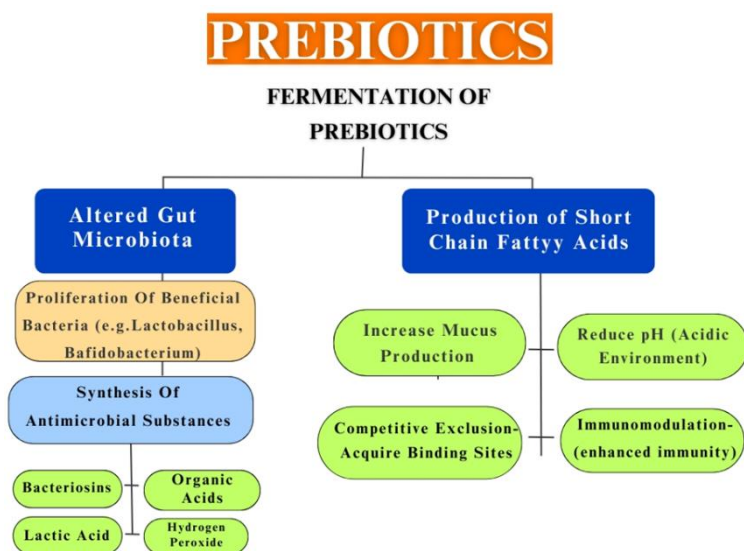 PREBIOTICS
FERMENTATION OF
PREBIOTICS
Altered Gut
Microbiota
Proliferation Of Beneficial
Bacteria (e.g.Lactobacillus,
Bafidobacterium)
Synthesis Of
Antimicrobial Substances
Bacteriosins
Organic
Acids
Lactic Acid
Hydrogen
Peroxide
Production of Short
Chain Fattyy Acids
Increase Mucus
Production
Reduce pH (Acidic
Environment)
Competitive Exclusion-
Acquire Binding Sites
Immunomodulation-
(enhanced immunity)